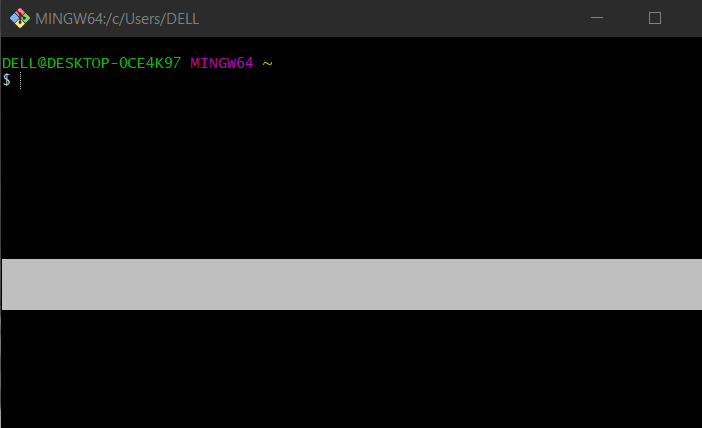 MINGW64:/c/Users/DELL
DELL@DESKTOP-OCE4K97 MINGW64 ~
$